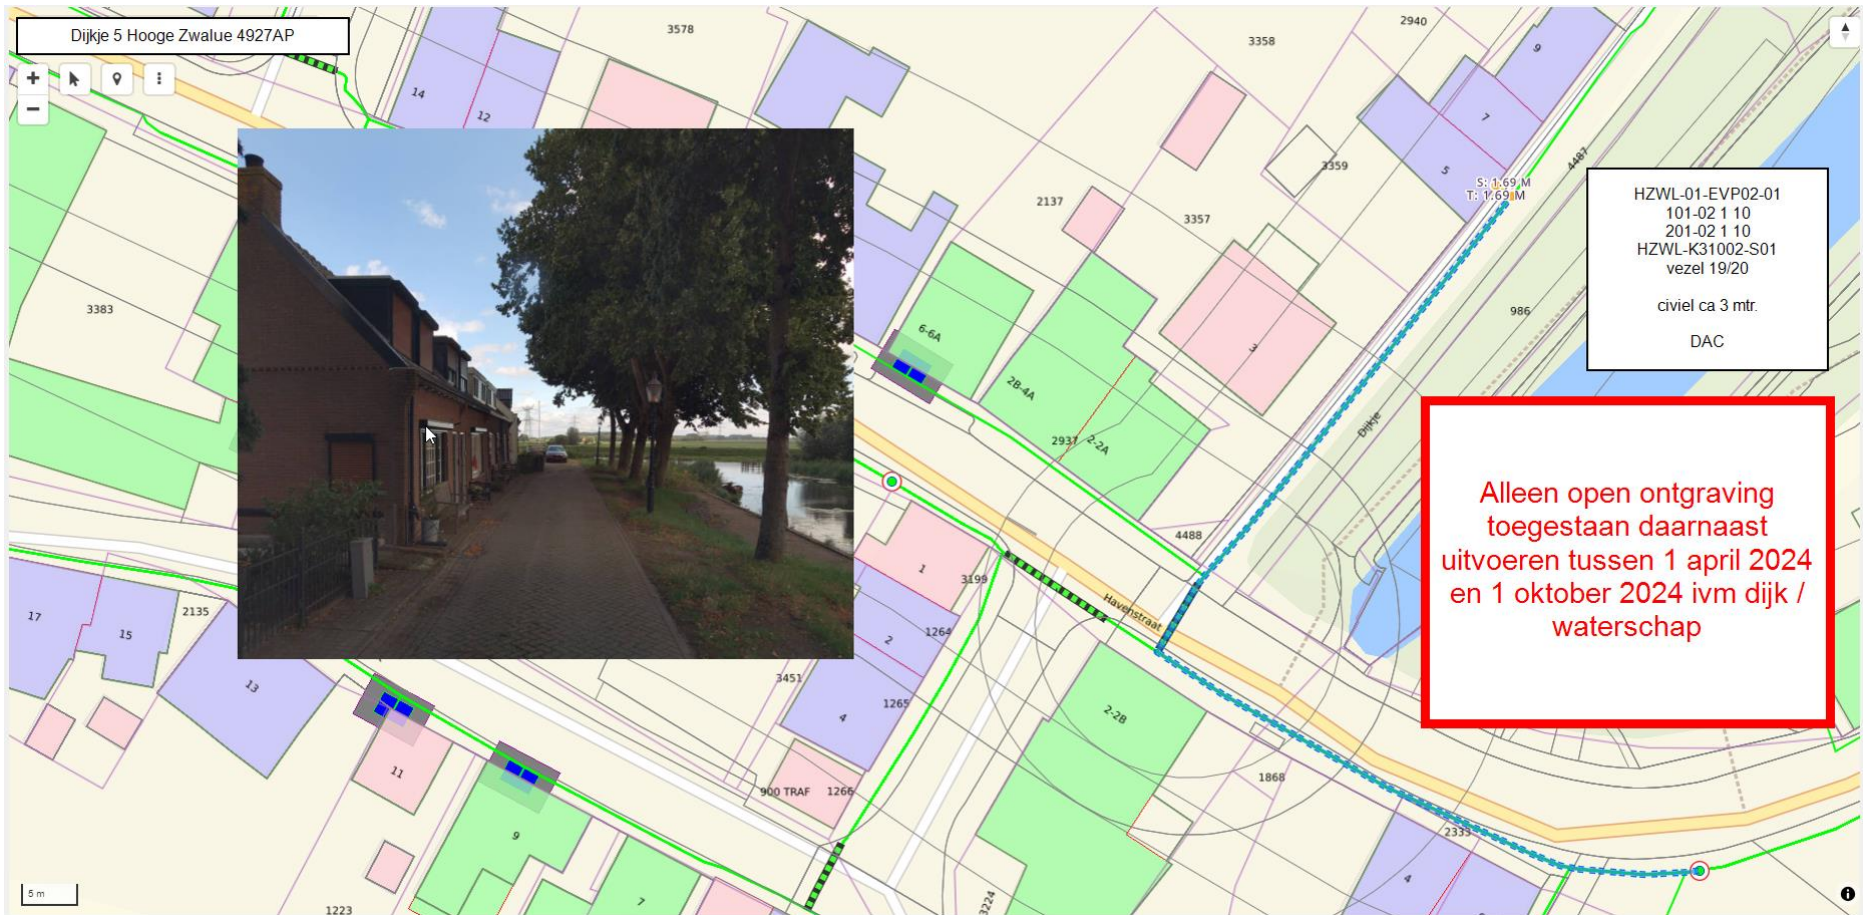 Dijkje 5 Hooge Zwalue 4927AP
3578
2940
3358
9
14
12
7
5
3359
4487
S: 1.69 M
T: 1.69 M
HZWL-01-EVP02-01
101-02 1 10
201-02 1 10
HZWL-K31002-S01
vezel 19/20
civiel ca 3 mtr.
DAC
2137
3357
986
3383
6-6A
3
2B-4A
2937
2-2A
Dijkje
Alleen open ontgraving
toegestaan daarnaast
uitvoeren tussen 1 april 2024
en 1 oktober 2024 ivm dijk /
waterschap
4488
1
3199
Havenstraat
17
15
2135
2
1264
13
3451
4
1265
2-2B
11
900 TRAF
1266
1868
9
2333
4
7
3224
1223
5 m